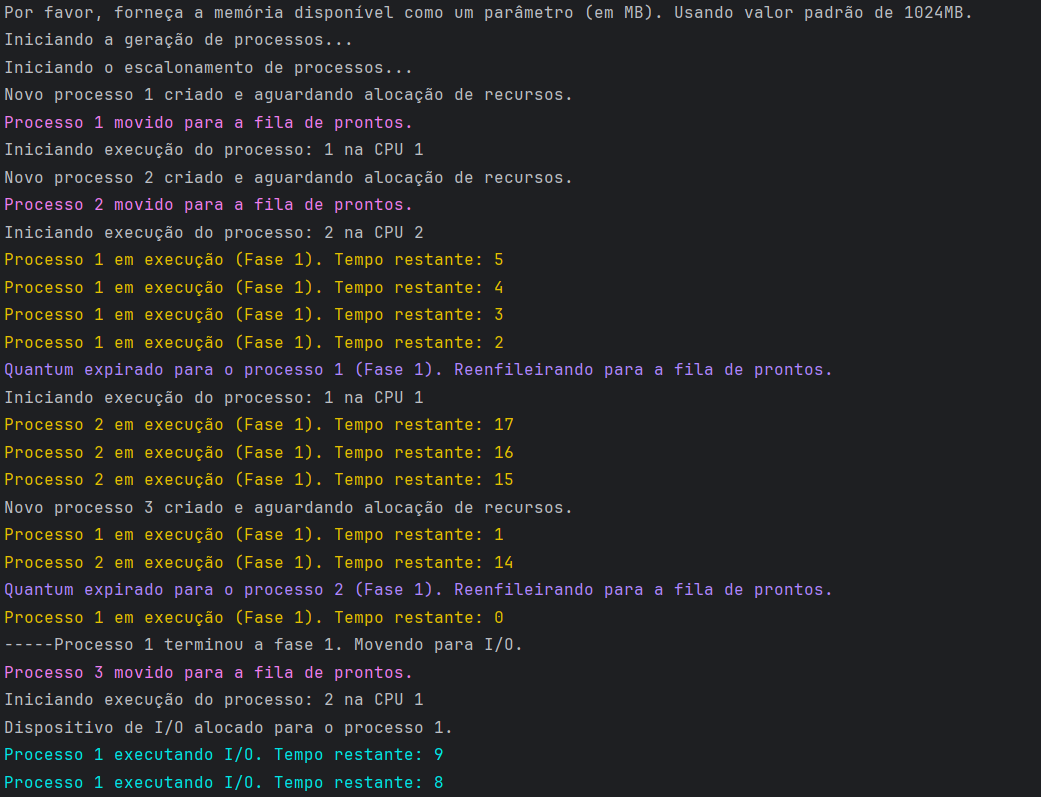 Por favor, forneça a memória disponível como um parâmetro (em MB). Usando valor padrão de 1024MB.
Iniciando a geração de processos...
Iniciando o escalonamento de processos...
Novo processo 1 criado e aguardando alocação de recursos.
Processo 1 movido para a fila de prontos.
Iniciando execução do processo: 1 na CPU 1
Novo processo 2 criado e aguardando alocação de recursos.
Processo 2 movido para a fila de prontos.
Iniciando execução do processo: 2 na CPU 2
Processo 1 em execução (Fase 1). Tempo restante: 5
Processo 1 em execução (Fase 1). Tempo restante: 4
Processo 1 em execução (Fase 1). Tempo restante: 3
Processo 1 em execução (Fase 1). Tempo restante: 2
Quantum expirado para o processo 1 (Fase 1). Reenfileirando para a fila de prontos.
Iniciando execução do processo: 1 na CPU 1
Processo 2 em execução (Fase 1). Tempo restante: 17
Processo 2 em execução (Fase 1). Tempo restante: 16
Processo 2 em execução (Fase 1). Tempo restante: 15
Novo processo 3 criado e aguardando alocação de recursos.
Processo 1 em execução (Fase 1). Tempo restante: 1
Processo 2 em execução (Fase 1). Tempo restante: 14
Quantum expirado para o processo 2 (Fase 1). Reenfileirando para a fila de prontos.
Processo 1 em execução (Fase 1). Tempo restante: 0
-----Processo 1 terminou a fase 1. Movendo para I/O.
Processo 3 movido para a fila de prontos.
Iniciando execução do processo: 2 na CPU 1
Dispositivo de I/O alocado para o processo 1.
Processo 1 executando I/O. Tempo restante: 9
Processo 1 executando I/O. Tempo restante: 8